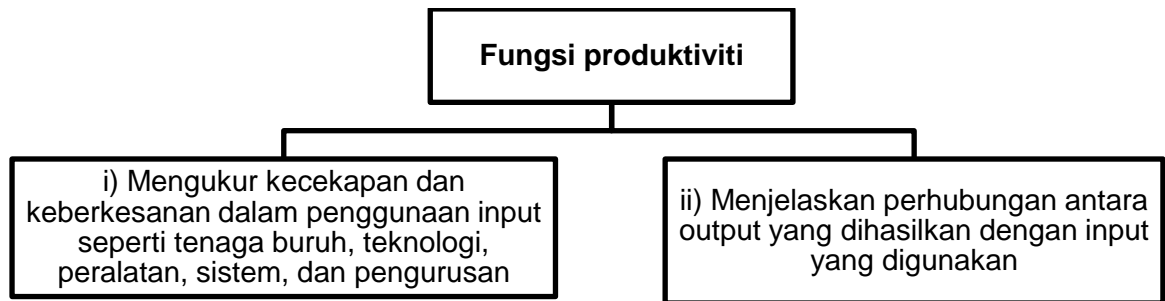 Fungsi produktiviti
i) Mengukur kecekapan dan
keberkesanan dalam penggunaan input
seperti tenaga buruh, teknologi,
peralatan, sistem, dan pengurusan
ii) Menjelaskan perhubungan antara
output yang dihasilkan dengan input
yang digunakan